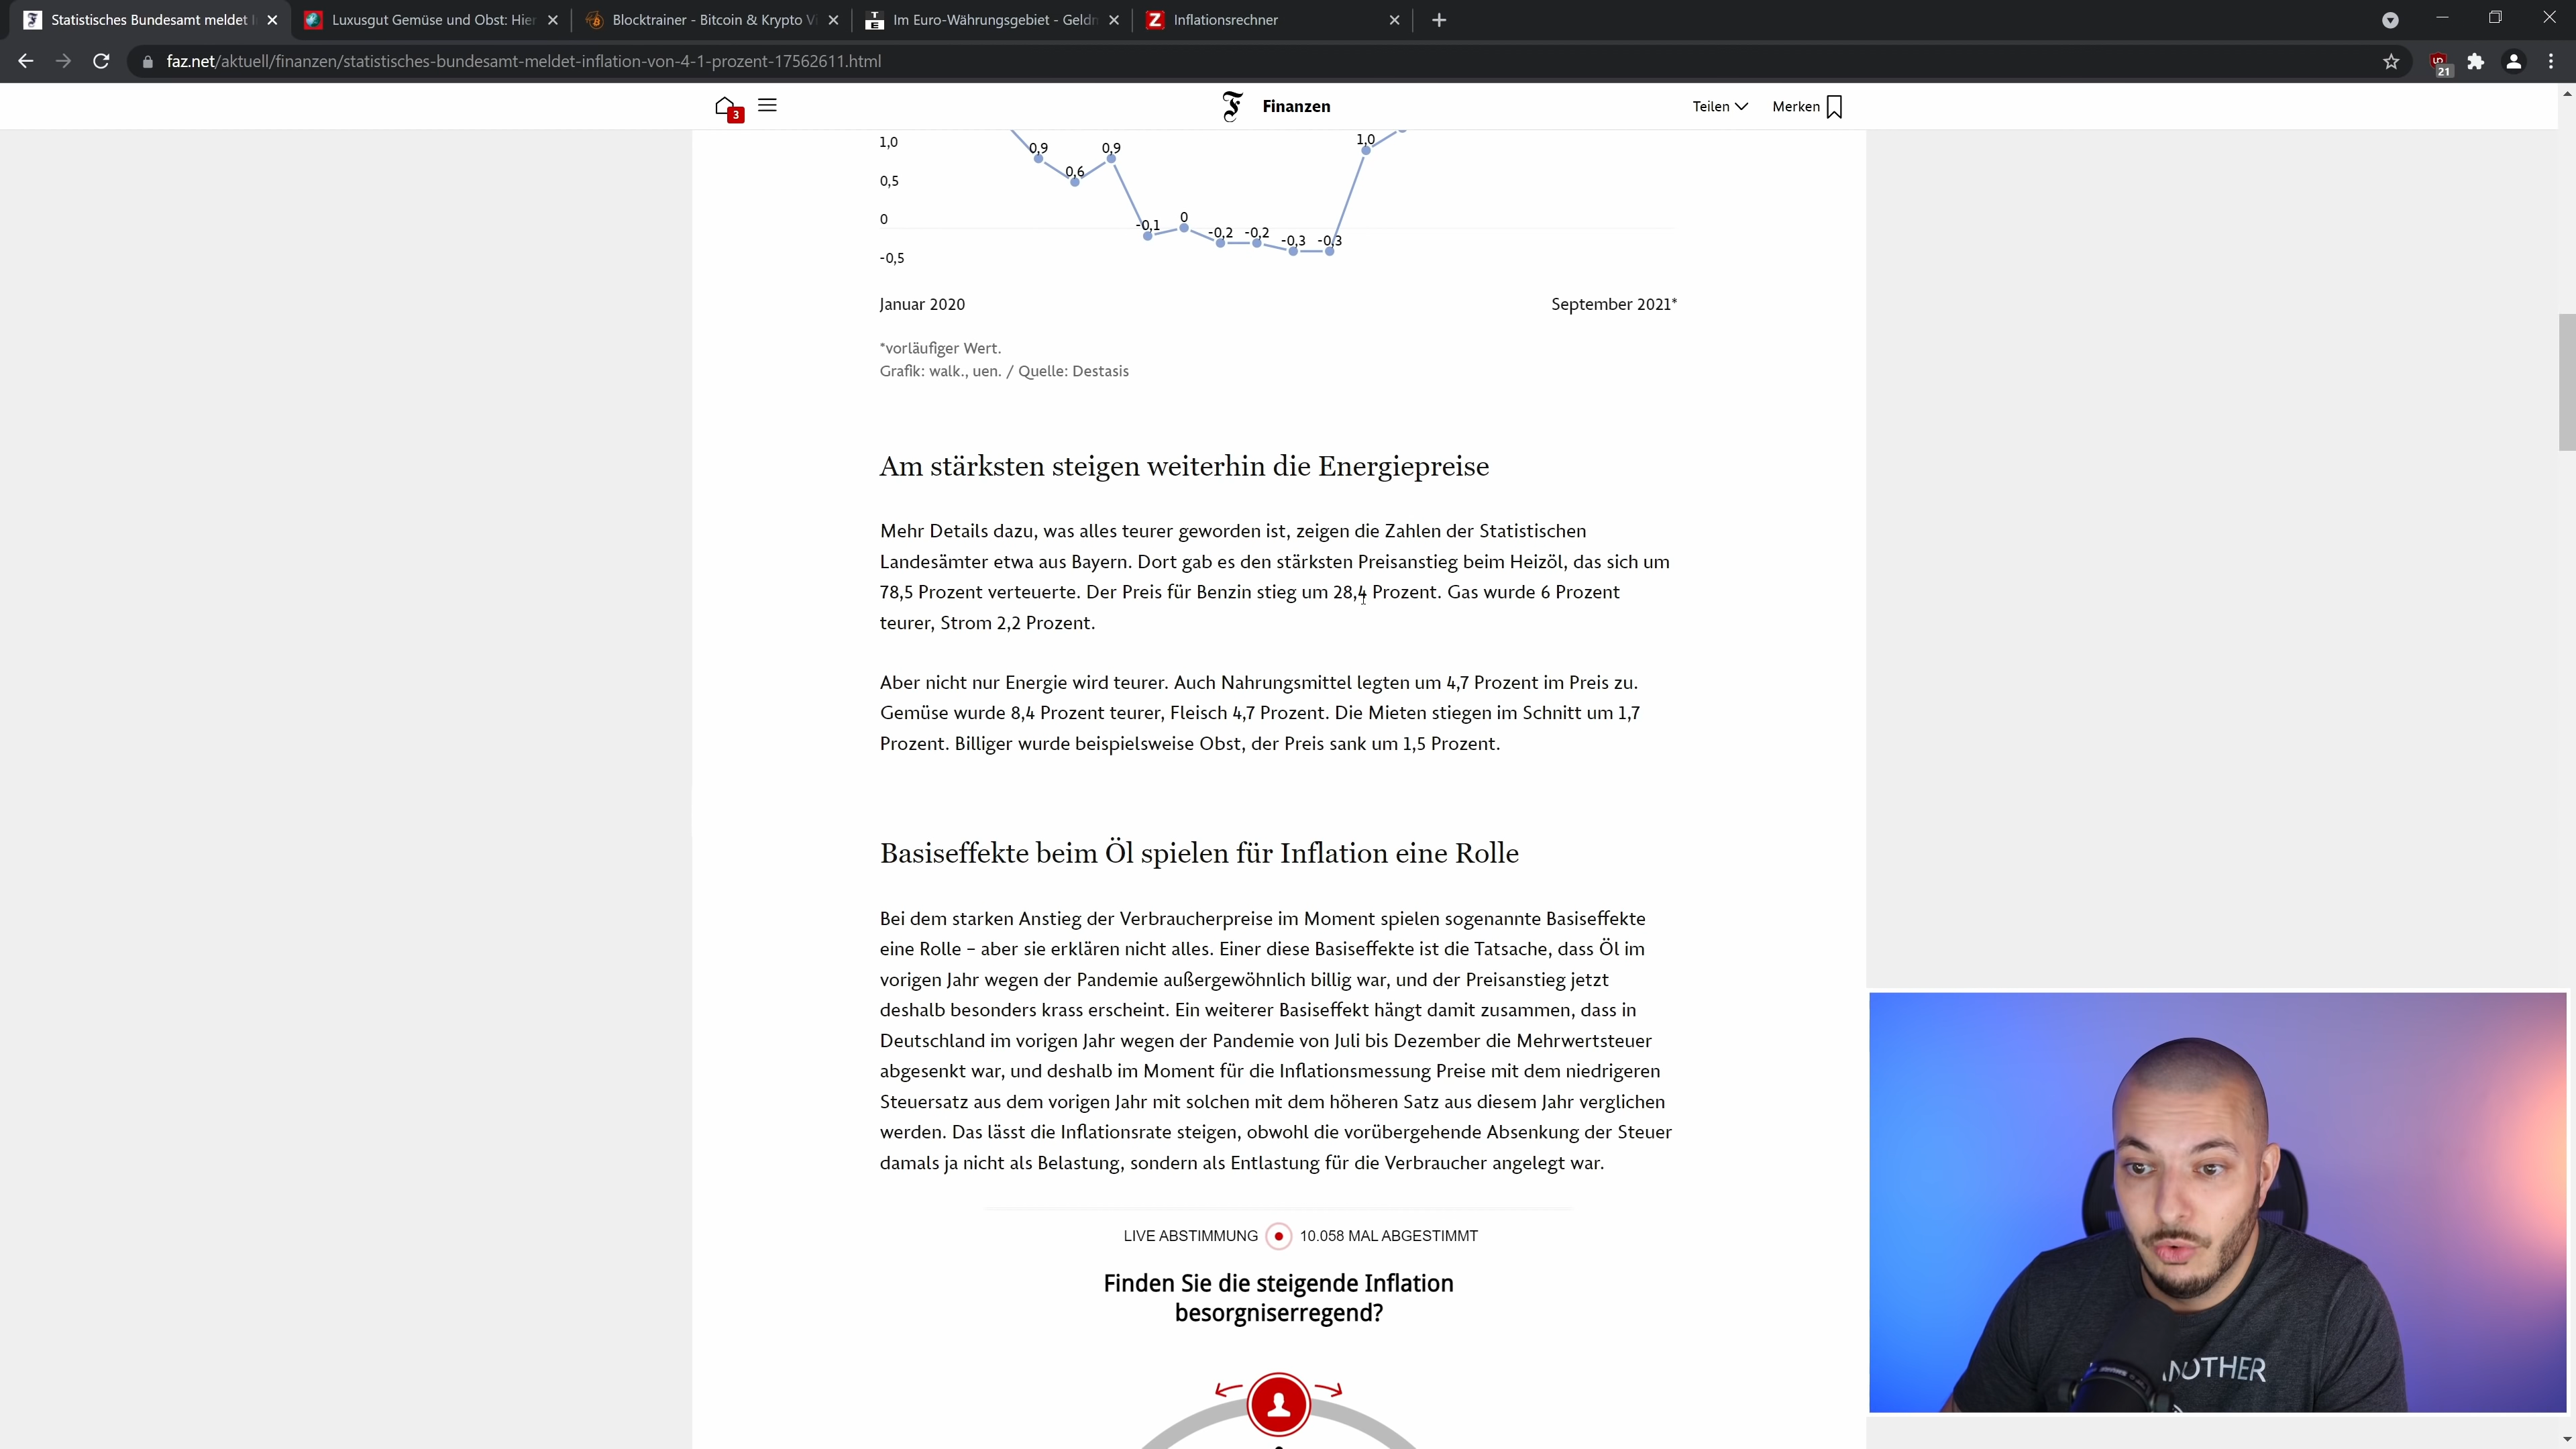 Statistisches Bundesamt meldet I
Luxusgut Gemüse und Obst: Hier
Blocktrainer - Bitcoin & Krypto Vi
Im Euro-Währungsgebiet - Geldn
Inflationsrechner
faz.net/aktuell/finanzen/statistisches-bundesamt-meldet-inflation-von-4-1-prozent-17562611.html
21
3
Finanzen
Teilen
Merken
1,0
0,9
0,6
0,9
1,0
0,5
0
-0,1
0
-0,2
-0,2
-0,3
-0,3
-0,5
Januar 2020
September 2021*
*vorläufiger Wert.
Grafik: walk., uen. / Quelle: Destasis
Am stärksten steigen weiterhin die Energiepreise
Mehr Details dazu, was alles teurer geworden ist, zeigen die Zahlen der Statistischen
Landesämter etwa aus Bayern. Dort gab es den stärksten Preisanstieg beim Heizöl, das sich um
78,5 Prozent verteuerte. Der Preis für Benzin stieg um 28,4 Prozent. Gas wurde 6 Prozent
teurer, Strom 2,2 Prozent.
Aber nicht nur Energie wird teurer. Auch Nahrungsmittel legten um 4,7 Prozent im Preis zu.
Gemüse wurde 8,4 Prozent teurer, Fleisch 4,7 Prozent. Die Mieten stiegen im Schnitt um 1,7
Prozent. Billiger wurde beispielsweise Obst, der Preis sank um 1,5 Prozent.
Basiseffekte beim Öl spielen für Inflation eine Rolle
Bei dem starken Anstieg der Verbraucherpreise im Moment spielen sogenannte Basiseffekte
eine Rolle – aber sie erklären nicht alles. Einer diese Basiseffekte ist die Tatsache, dass Öl im
vorigen Jahr wegen der Pandemie außergewöhnlich billig war, und der Preisanstieg jetzt
deshalb besonders krass erscheint. Ein weiterer Basiseffekt hängt damit zusammen, dass in
Deutschland im vorigen Jahr wegen der Pandemie von Juli bis Dezember die Mehrwertsteuer
abgesenkt war, und deshalb im Moment für die Inflationsmessung Preise mit dem niedrigeren
Steuersatz aus dem vorigen Jahr mit solchen mit dem höheren Satz aus diesem Jahr verglichen
werden. Das lässt die Inflationsrate steigen, obwohl die vorübergehende Absenkung der Steuer
damals ja nicht als Belastung, sondern als Entlastung für die Verbraucher angelegt war.
LIVE ABSTIMMUNG
10.058 MAL ABGESTIMMT
Finden Sie die steigende Inflation
besorgniserregend?
NOTHER